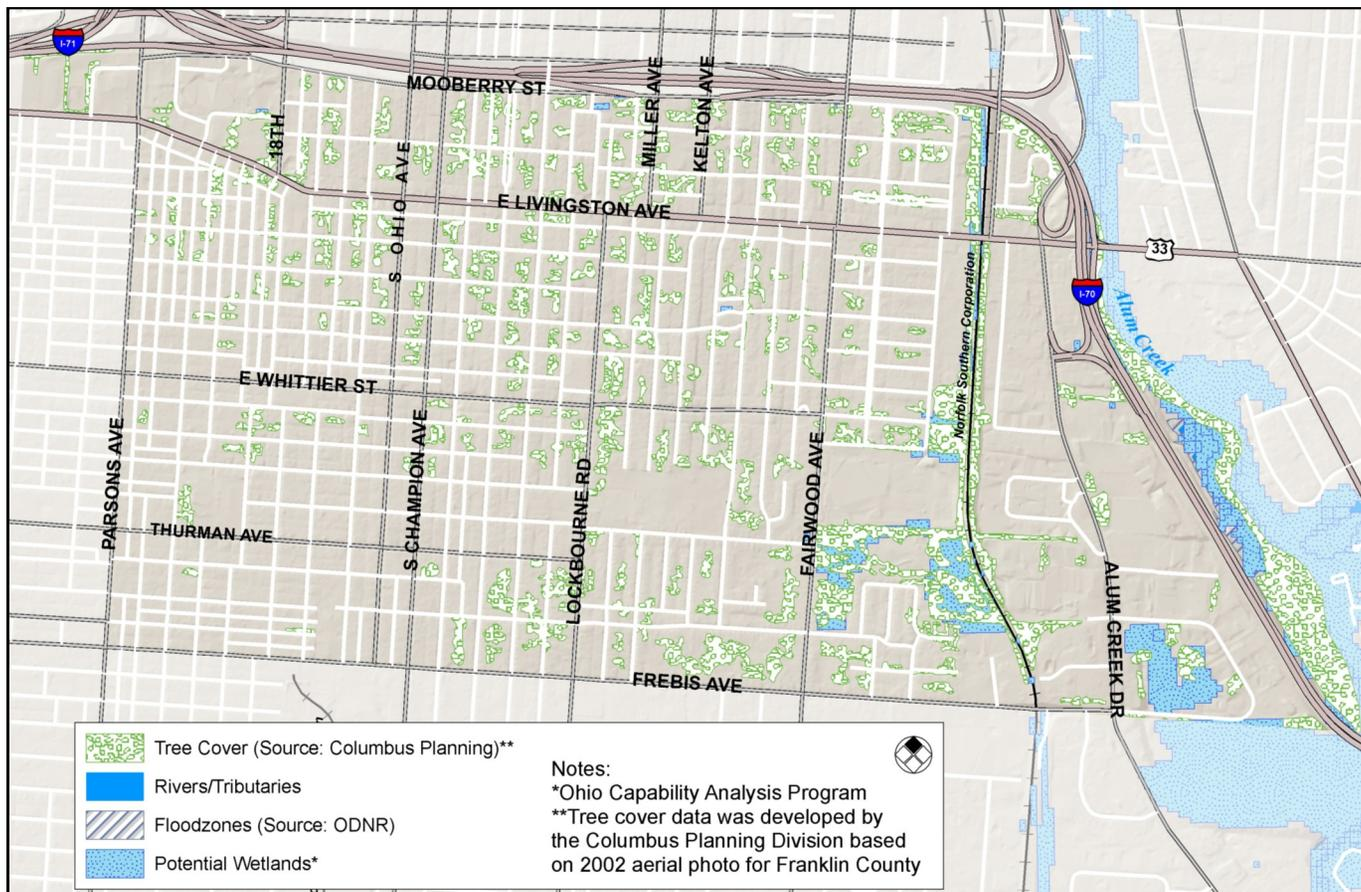 I-71
MOOBERRY ST
MILLER AVE
KELTON AVE
18TH
S OHIO AVE
E LIVINGSTON AVE
33
I-70
Alum Creek
Norfolk Southern Corporation
E WHITTIER ST
PARSONS AVE
S CHAMPION AVE
LOCKBOURNE RD
FAIRWOOD AVE
THURMAN AVE
ALUM CREEK DR
FREBIS AVE
Tree Cover (Source: Columbus Planning)**
Rivers/Tributaries
Floodzones (Source: ODNR)
Potential Wetlands*
Notes:
*Ohio Capability Analysis Program
**Tree cover data was developed by
the Columbus Planning Division based
on 2002 aerial photo for Franklin County